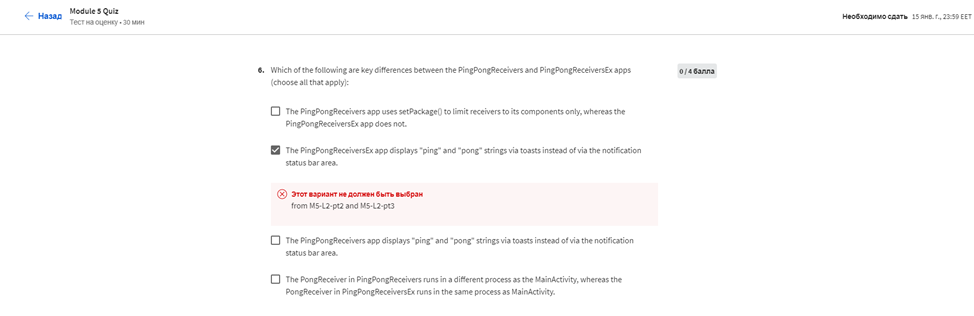 Назад
Module 5 Quiz
Тест на оценку • 30 мин
Необходимо сдать 15 янв. г., 23:59 EET
6. Which of the following are key differences between the PingPongReceivers and PingPongReceiversEx apps
(choose all that apply):
0 / 4 балла
The PingPongReceivers app uses setPackage() to limit receivers to its components only, whereas the
PingPongReceiversEx app does not.
The PingPongReceiversEx app displays "ping" and "pong" strings via toasts instead of via the notification
status bar area.
Этот вариант не должен быть выбран
from M5-L2-pt2 and M5-L2-pt3
The PingPongReceivers app displays "ping" and "pong" strings via toasts instead of via the notification
status bar area.
The PongReceiver in PingPongReceivers runs in a different process as the MainActivity, whereas the
PongReceiver in PingPongReceiversEx runs in the same process as MainActivity.